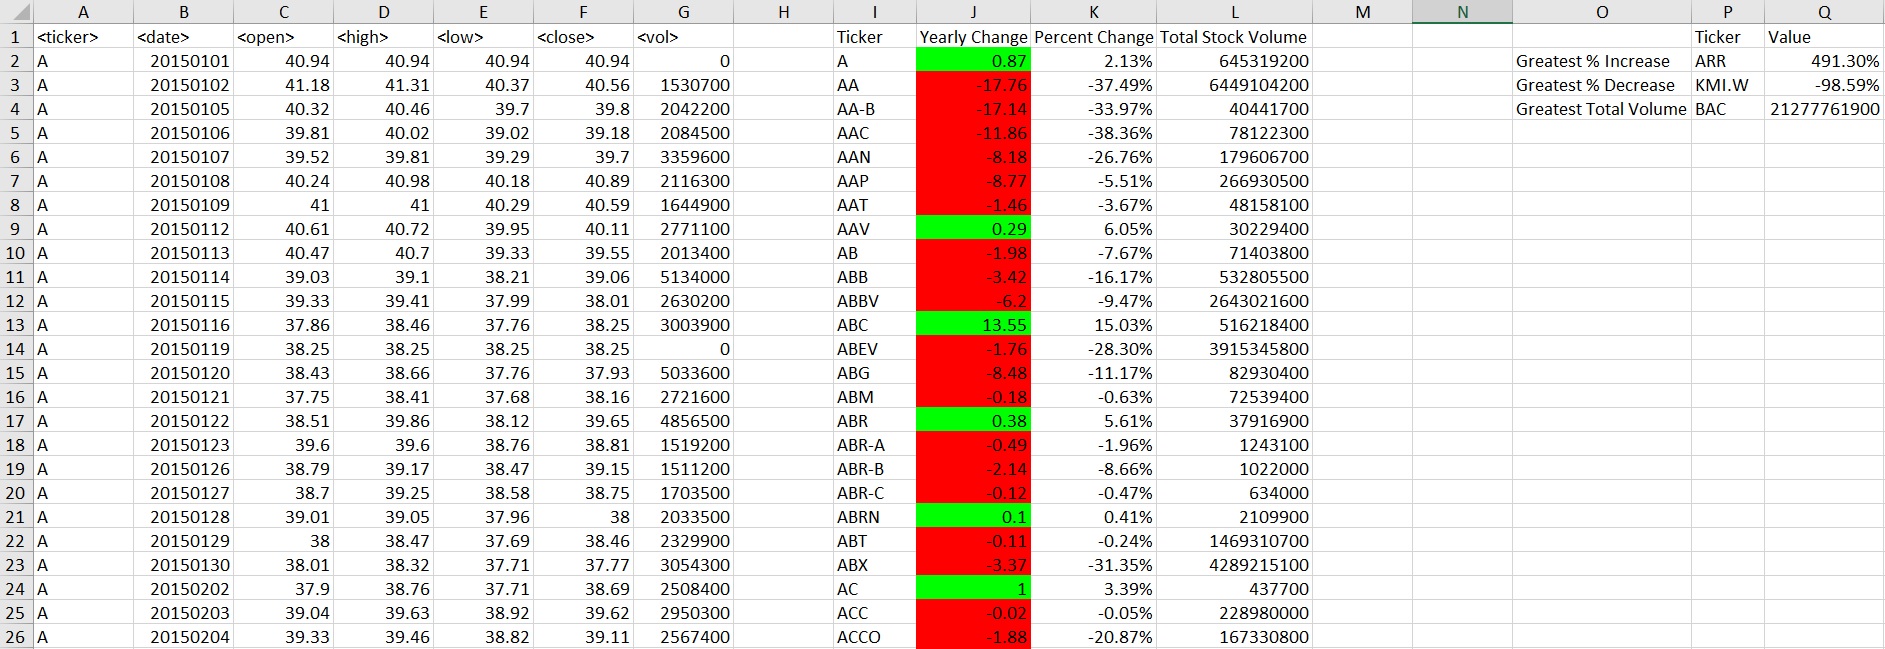 A B C D E F G H I J K L M N O P Q
1 <ticker> <date> <open> <high> <low> <close> <vol> Ticker Yearly Change Percent Change Total Stock Volume Ticker Value
2 A 20150101 40.94 40.94 40.94 40.94 0 A 0.87 2.13% 645319200 Greatest % Increase ARR 491.30%
3 A 20150102 41.18 41.31 40.37 40.56 1530700 AA -17.76 -37.49% 6449104200 Greatest % Decrease KMI.W -98.59%
4 A 20150105 40.32 40.46 39.7 39.8 2042200 AA-B -17.14 -33.97% 40441700 Greatest Total Volume BAC 21277761900
5 A 20150106 39.81 40.02 39.02 39.18 2084500 AAC -11.86 -38.36% 78122300
6 A 20150107 39.52 39.81 39.29 39.7 3359600 AAN -8.18 -26.76% 179606700
7 A 20150108 40.24 40.98 40.18 40.89 2116300 AAP -8.77 -5.51% 266930500
8 A 20150109 41 41 40.29 40.59 1644900 AAT -1.46 -3.67% 48158100
9 A 20150112 40.61 40.72 39.95 40.11 2771100 AAV 0.29 6.05% 30229400
10 A 20150113 40.47 40.7 39.33 39.55 2013400 AB -1.98 -7.67% 71403800
11 A 20150114 39.03 39.1 38.21 39.06 5134000 ABB -3.42 -16.17% 532805500
12 A 20150115 39.33 39.41 37.99 38.01 2630200 ABBV -6.2 -9.47% 2643021600
13 A 20150116 37.86 38.46 37.76 38.25 3003900 ABC 13.55 15.03% 516218400
14 A 20150119 38.25 38.25 38.25 38.25 0 ABEV -1.76 -28.30% 3915345800
15 A 20150120 38.43 38.66 37.76 37.93 5033600 ABG -8.48 -11.17% 82930400
16 A 20150121 37.75 38.41 37.68 38.16 2721600 ABM -0.18 -0.63% 72539400
17 A 20150122 38.51 39.86 38.12 39.65 4856500 ABR 0.38 5.61% 37916900
18 A 20150123 39.6 39.6 38.76 38.81 1519200 ABR-A -0.49 -1.96% 1243100
19 A 20150126 38.79 39.17 38.47 39.15 1511200 ABR-B -2.14 -8.66% 1022000
20 A 20150127 38.7 39.25 38.58 38.75 1703500 ABR-C -0.12 -0.47% 634000
21 A 20150128 39.01 39.05 37.96 38 2033500 ABRN 0.1 0.41% 2109900
22 A 20150129 38 38.47 37.69 38.46 2329900 ABT -0.11 -0.24% 1469310700
23 A 20150130 38.01 38.32 37.71 37.77 3054300 ABX -3.37 -31.35% 4289215100
24 A 20150202 37.9 38.76 37.71 38.69 2508400 AC 1 3.39% 437700
25 A 20150203 39.04 39.63 38.92 39.62 2950300 ACC -0.02 -0.05% 228980000
26 A 20150204 39.33 39.46 38.82 39.11 2567400 ACCO -1.88 -20.87% 167330800